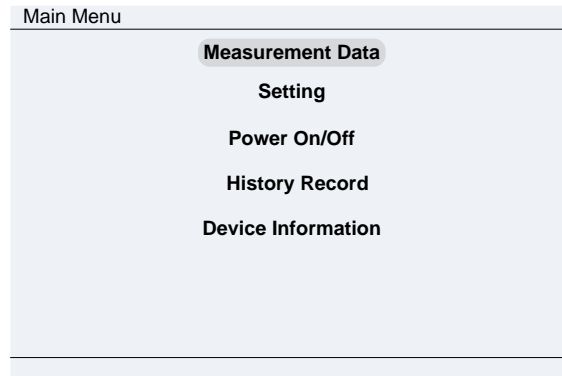 Main Menu
Measurement Data
Setting
Power On/Off
History Record
Device Information